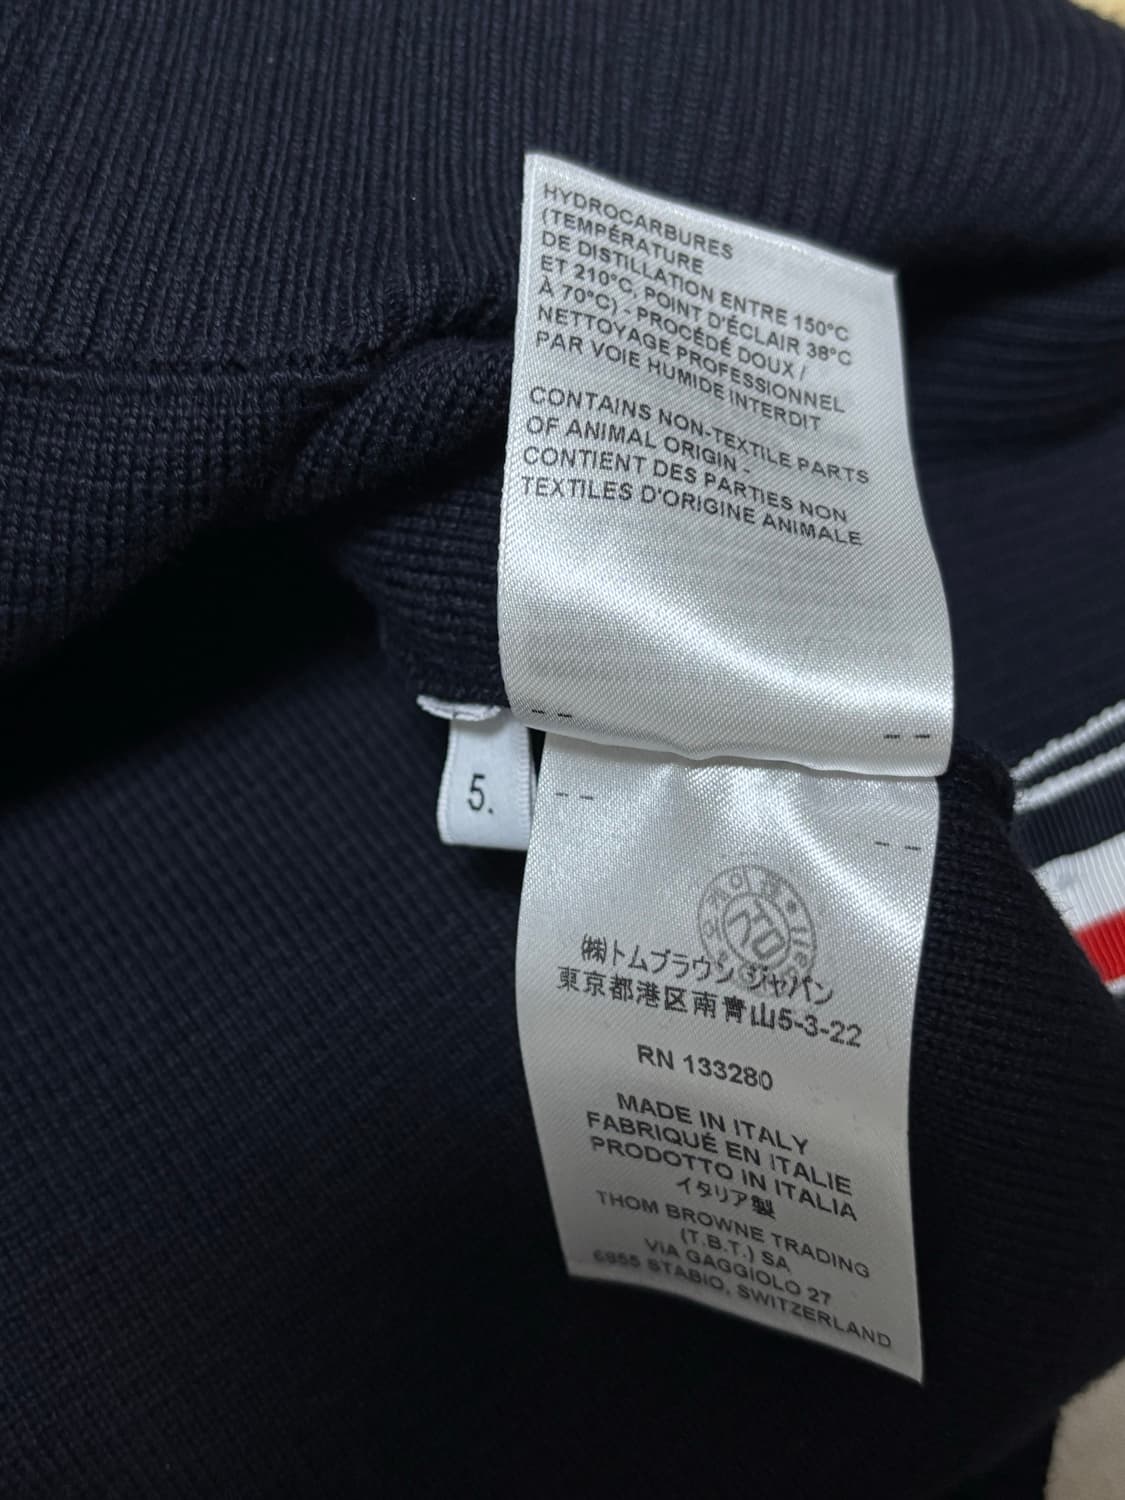 HYDROCARBURES
(TEMPÉRATURE
DE DISTILLATION ENTRE 150°C
ET 210°C, POINT D'ÉCLAIR 38°C
À 70°C) - PROCÉDÉ DOUX /
NETTOYAGE PROFESSIONNEL
PAR VOIE HUMIDE INTERDIT
CONTAINS NON-TEXTILE PARTS
OF ANIMAL ORIGIN -
CONTIENT DES PARTIES NON
TEXTILES D'ORIGINE ANIMALE
5.
㈱トムブラウン ジャパン
東京都港区南青山5-3-22
RN 133280
MADE IN ITALY
FABRIQUÉ EN ITALIE
PRODOTTO IN ITALIA
イタリア製
THOM BROWNE TRADING
(T.B.T.) SA
VIA GAGGIOLO 27
6855 STABIO, SWITZERLAND